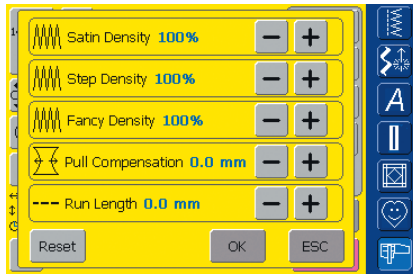 Satin Density 100%
Step Density 100%
Fancy Density 100%
Pull Compensation 0.0 mm
Run Length 0.0 mm
Reset OK ESC
A